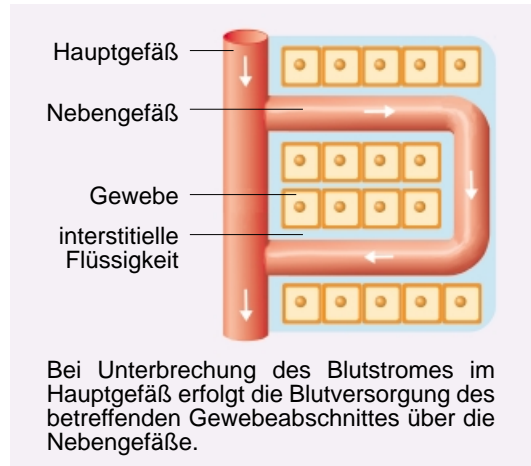 Hauptgefäß
Nebengefäß
Gewebe
interstitielle
Flüssigkeit
Bei Unterbrechung des Blutstromes im
Hauptgefäß erfolgt die Blutversorgung des
betreffenden Gewebeabschnittes über die
Nebengefäße.